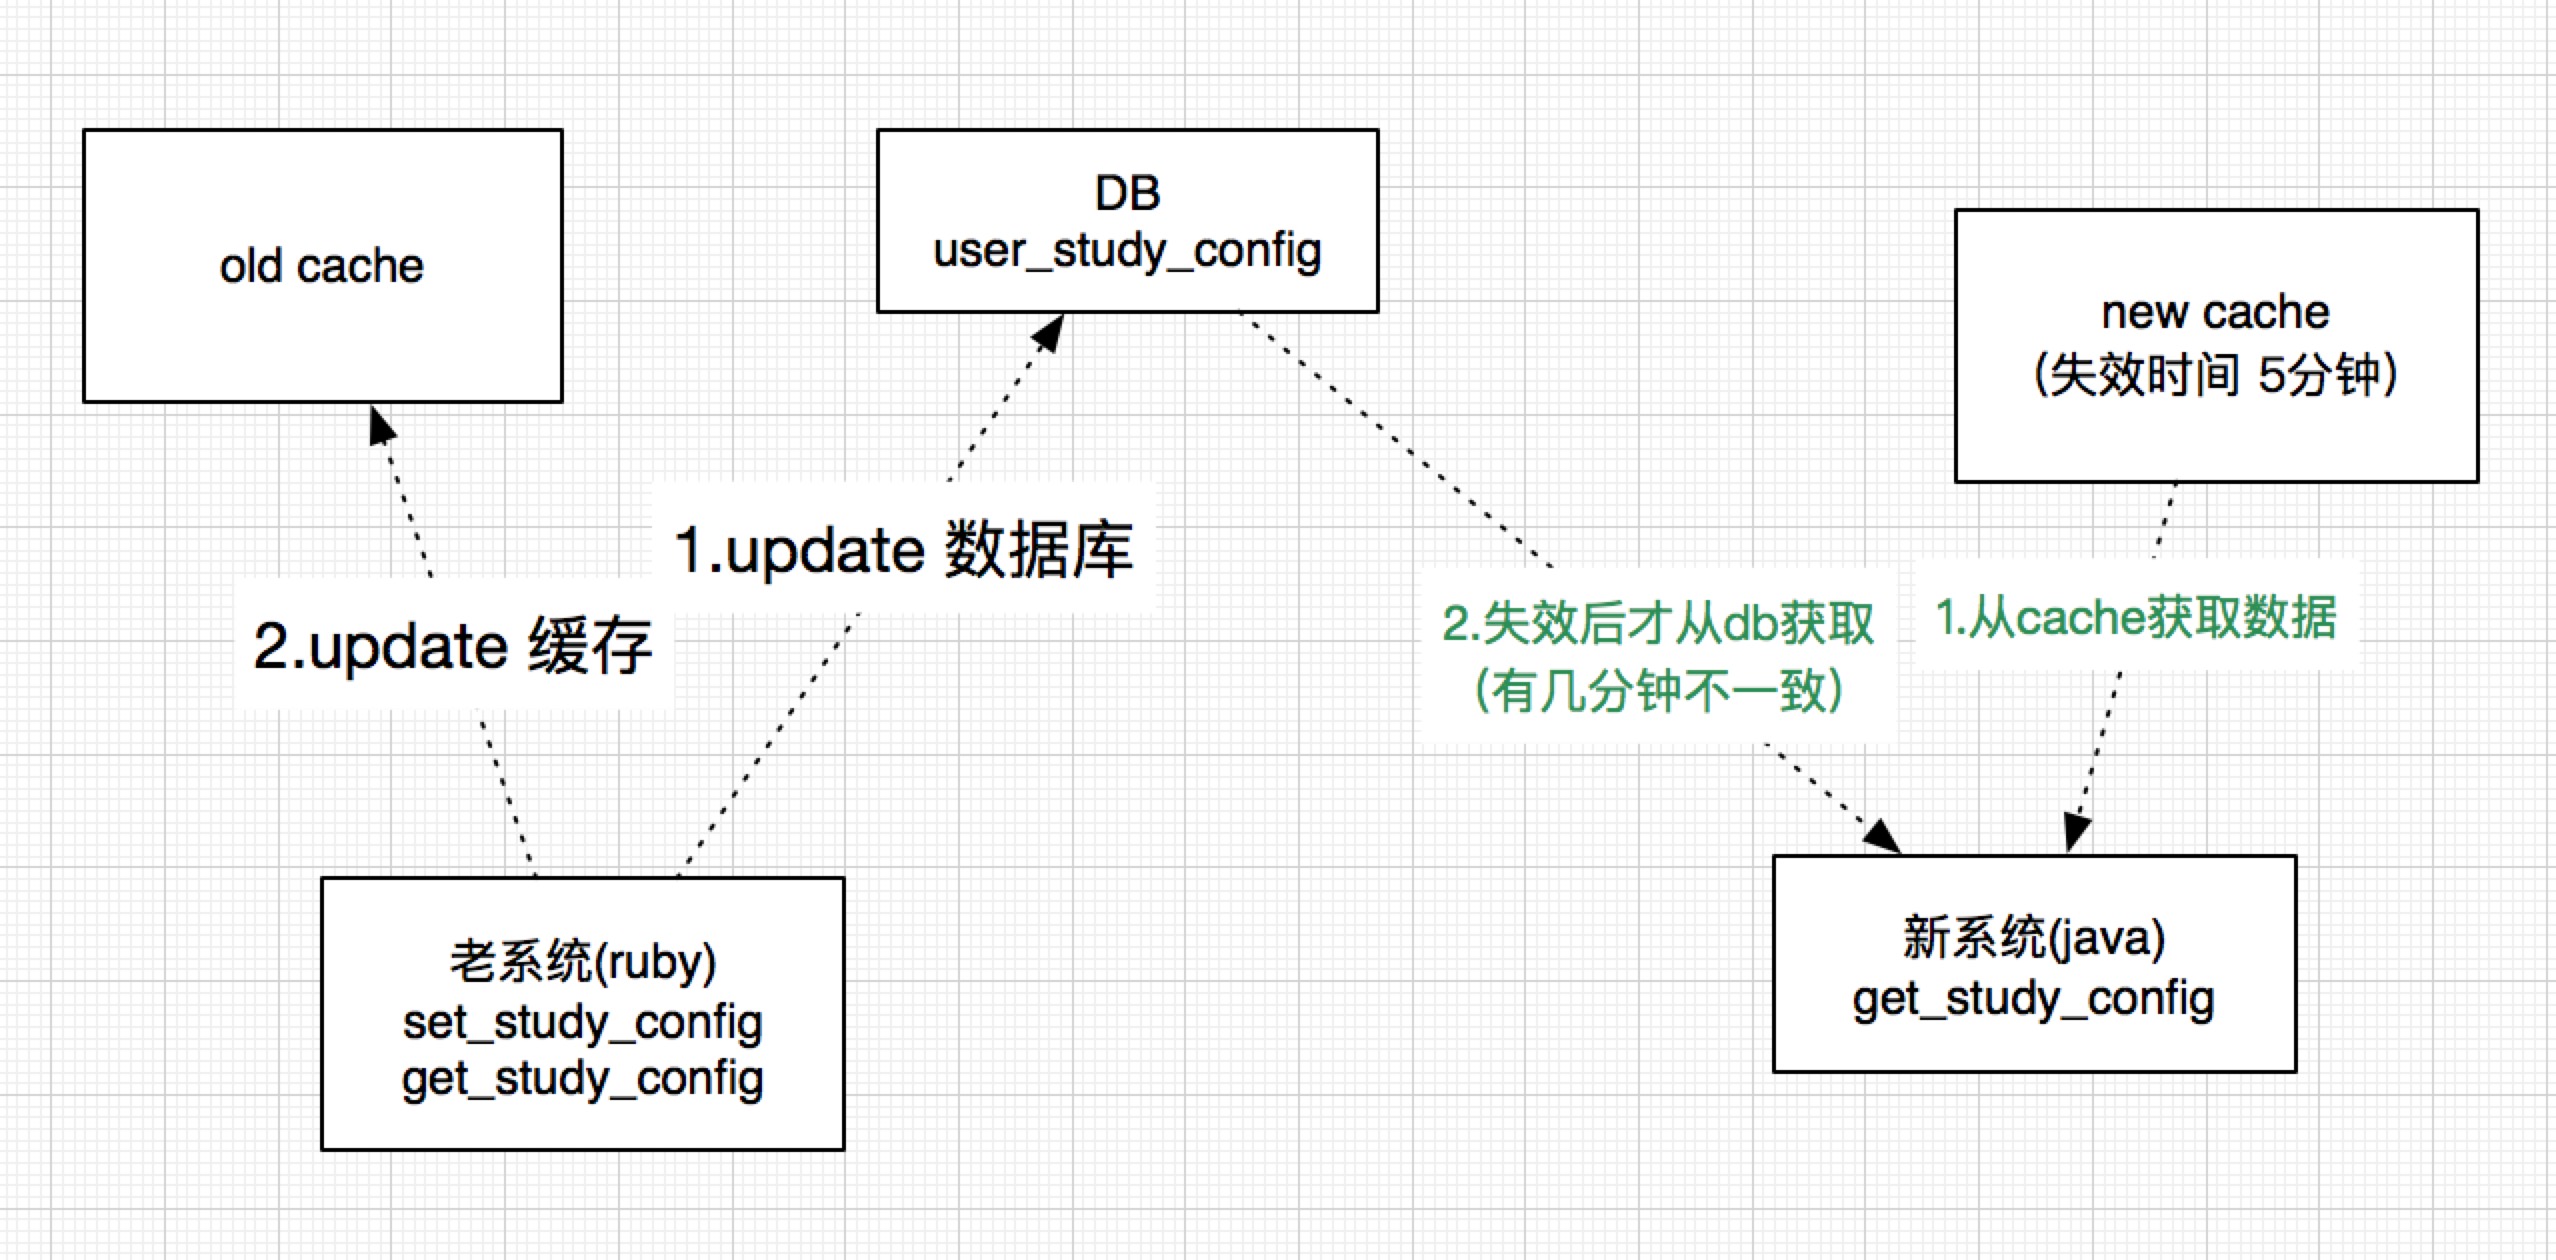 old cache
DB
user_study_config
new cache
(失效时间 5分钟)
1.update 数据库
2.update 缓存
2.失效后才从db获取
(有几分钟不一致)
1.从cache获取数据
老系统(ruby)
set_study_config
get_study_config
新系统(java)
get_study_config